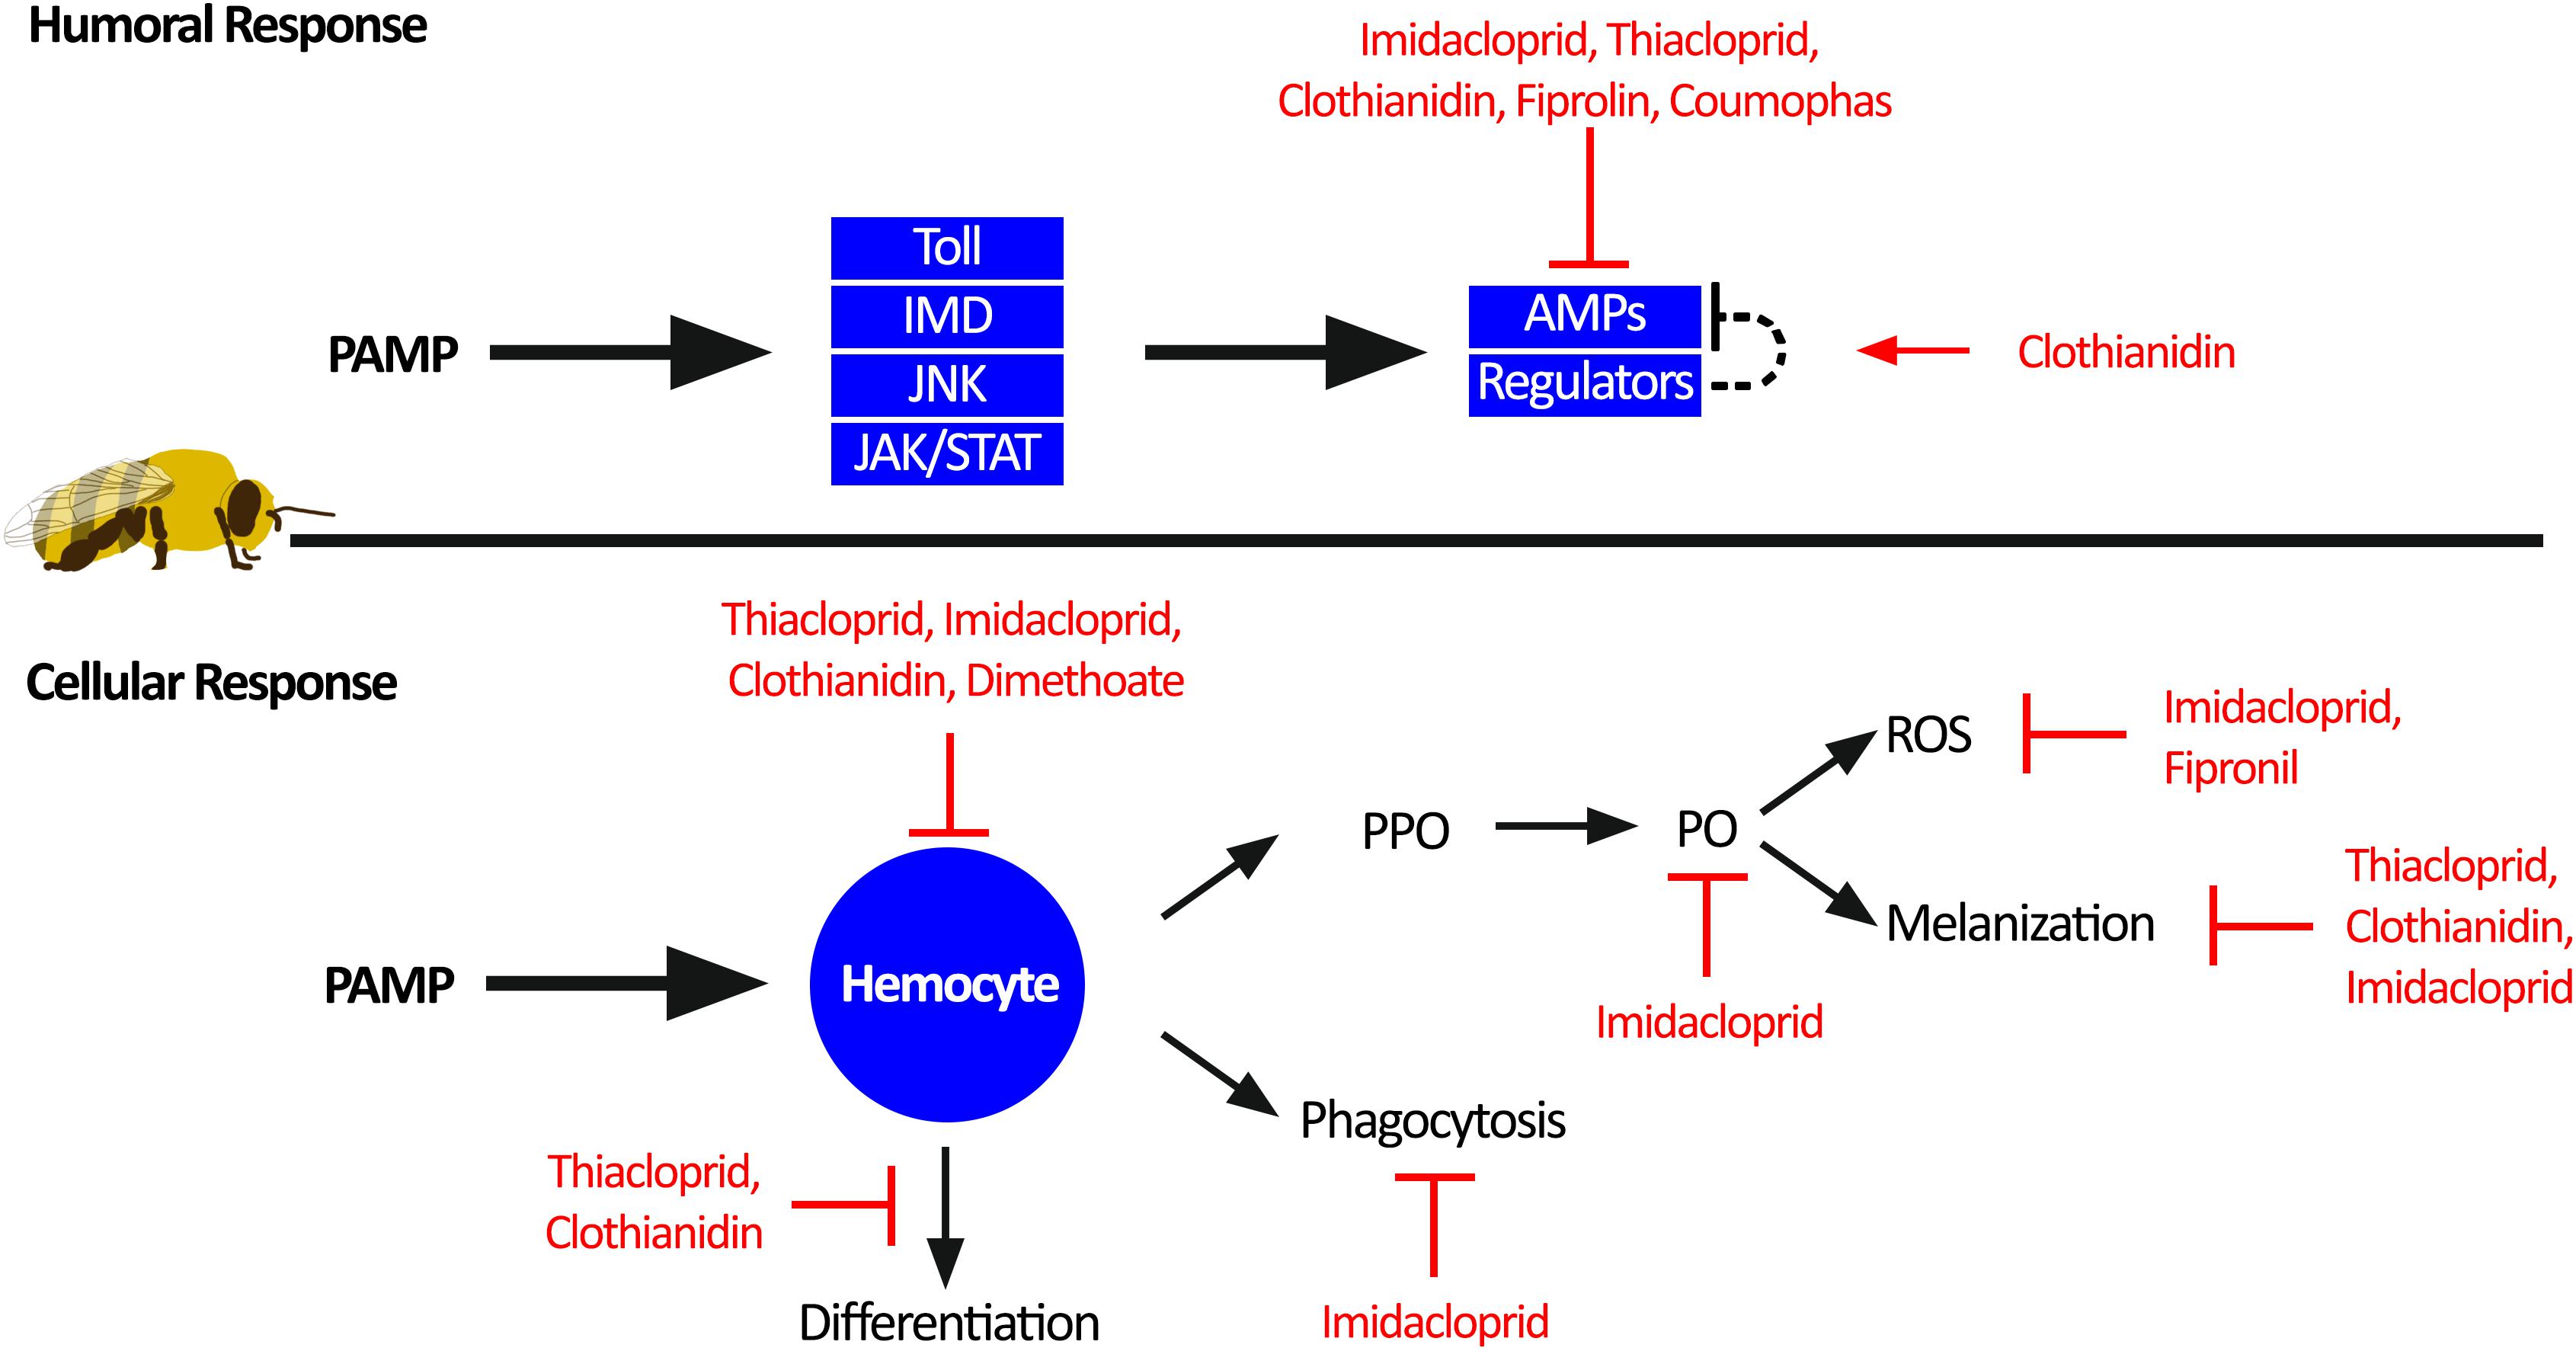 Humoral Response
Imidacloprid, Thiacloprid,
Clothianidin, Fiprolin, Coumophas
Toll
IMD
JNK
JAK/STAT
PAMP
AMPs
Regulators
Clothianidin
Cellular Response
Thiacloprid, Imidacloprid,
Clothianidin, Dimethoate
PAMP
Hemocyte
PPO
PO
ROS
Imidacloprid,
Fipronil
Melanization
Thiacloprid,
Clothianidin,
Imidacloprid
Imidacloprid
Phagocytosis
Imidacloprid
Thiacloprid,
Clothianidin
Differentiation